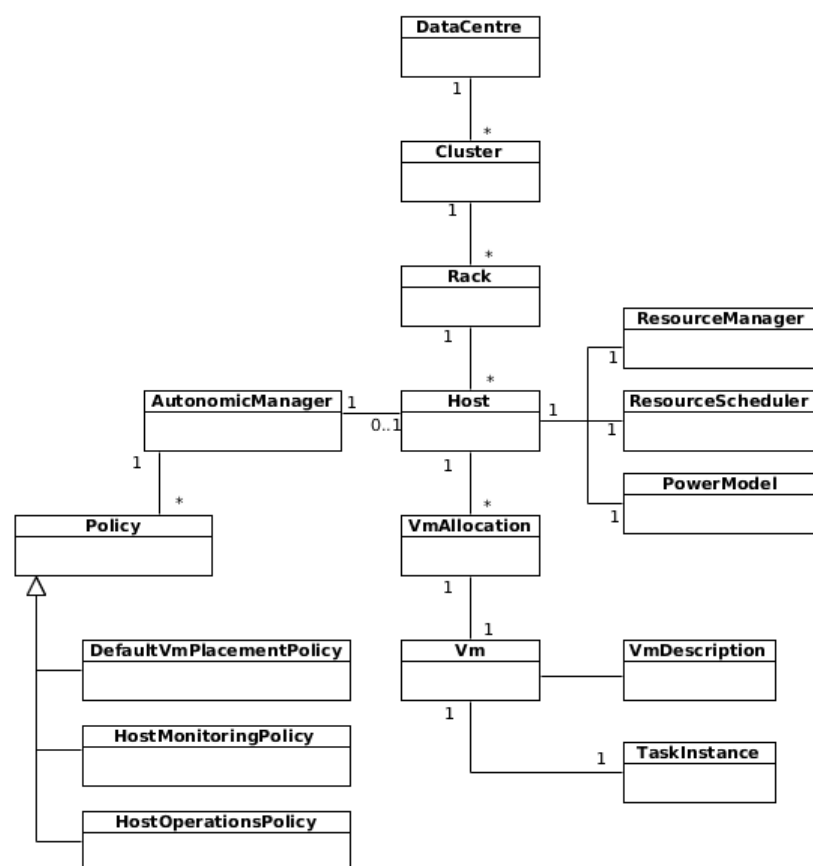 DataCentre
1
*
Cluster
1
*
Rack
1
*
ResourceManager
1
AutonomicManager
1
0..1
Host
1
ResourceScheduler
1
1
*
1
*
PowerModel
1
Policy
VmAllocation
1
1
DefaultVmPlacementPolicy
Vm
VmDescription
1
HostMonitoringPolicy
1
TaskInstance
HostOperationsPolicy